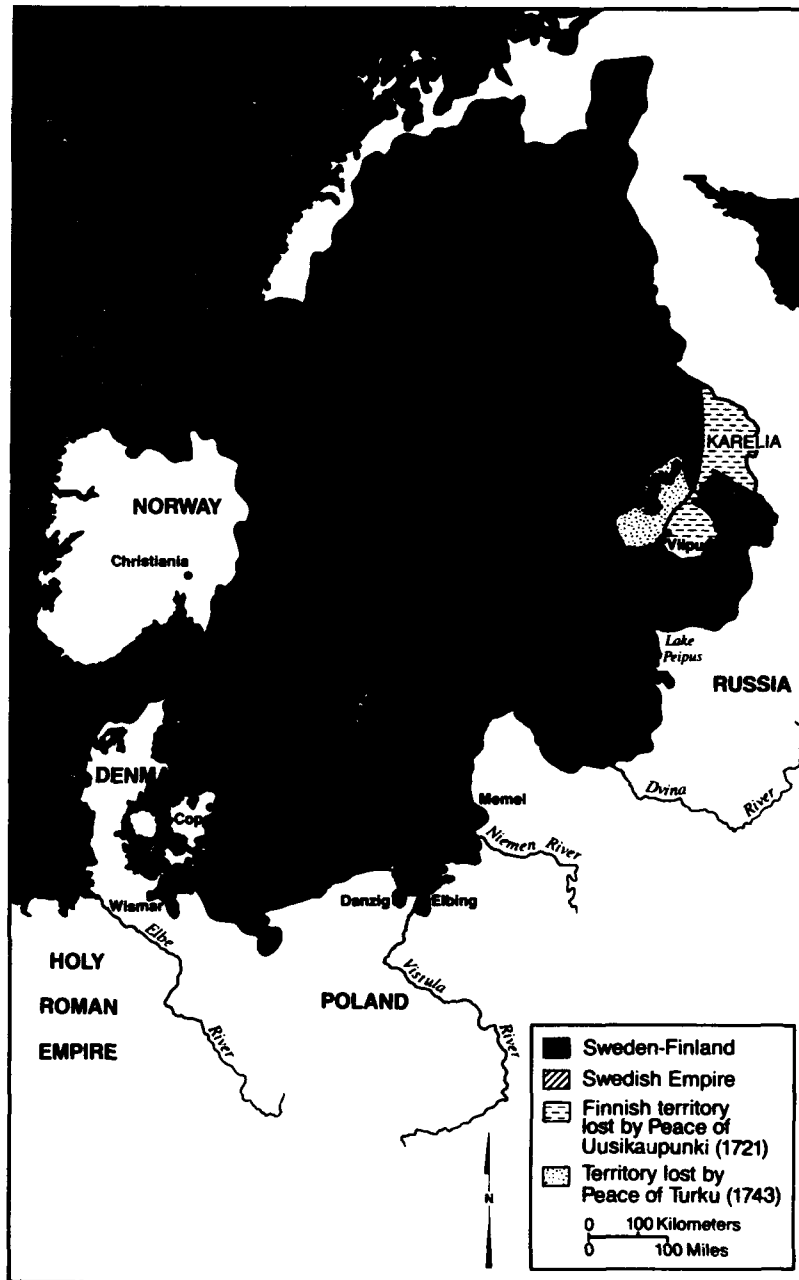 KARELIA
NORWAY
Christiania
Lake
Peipus
RUSSIA
DENMA
Cop
Memel
Dvina
River
Niemen River
Wismar
Danzig
Elbing
Elbe
River
HOLY
ROMAN
EMPIRE
POLAND
Vistula
River
Sweden-Finland
Swedish Empire
Finnish territory
lost by Peace of
Uusikaupunki (1721)
Territory lost by
Peace of Turku (1743)
0 100 Kilometers
0 100 Miles
N